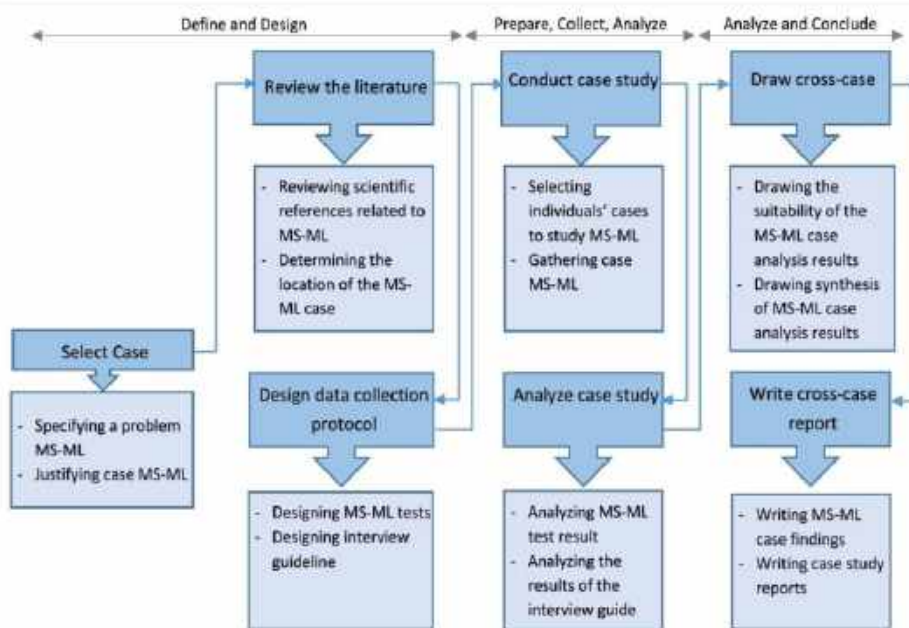 Define and Design
Prepare, Collect, Analyze
Analyze and Conclude
Select Case
- Specifying a problem
MS-ML
- Justifying case MS-ML
Review the literature
- Reviewing scientific
references related to
MS-ML
- Determining the
location of the MS-
ML case
Design data collection
protocol
- Designing MS-ML tests
- Designing interview
guideline
Conduct case study
- Selecting
individuals' cases
to study MS-ML
- Gathering case
MS-ML
Analyze case study
- Analyzing MS-ML
test result
- Analyzing the
results of the
interview guide
Draw cross-case
- Drawing the
suitability of the
MS-ML case
analysis results
- Drawing synthesis
of MS-ML case
analysis results
Write cross-case
report
- Writing MS-ML
case findings
- Writing case study
reports